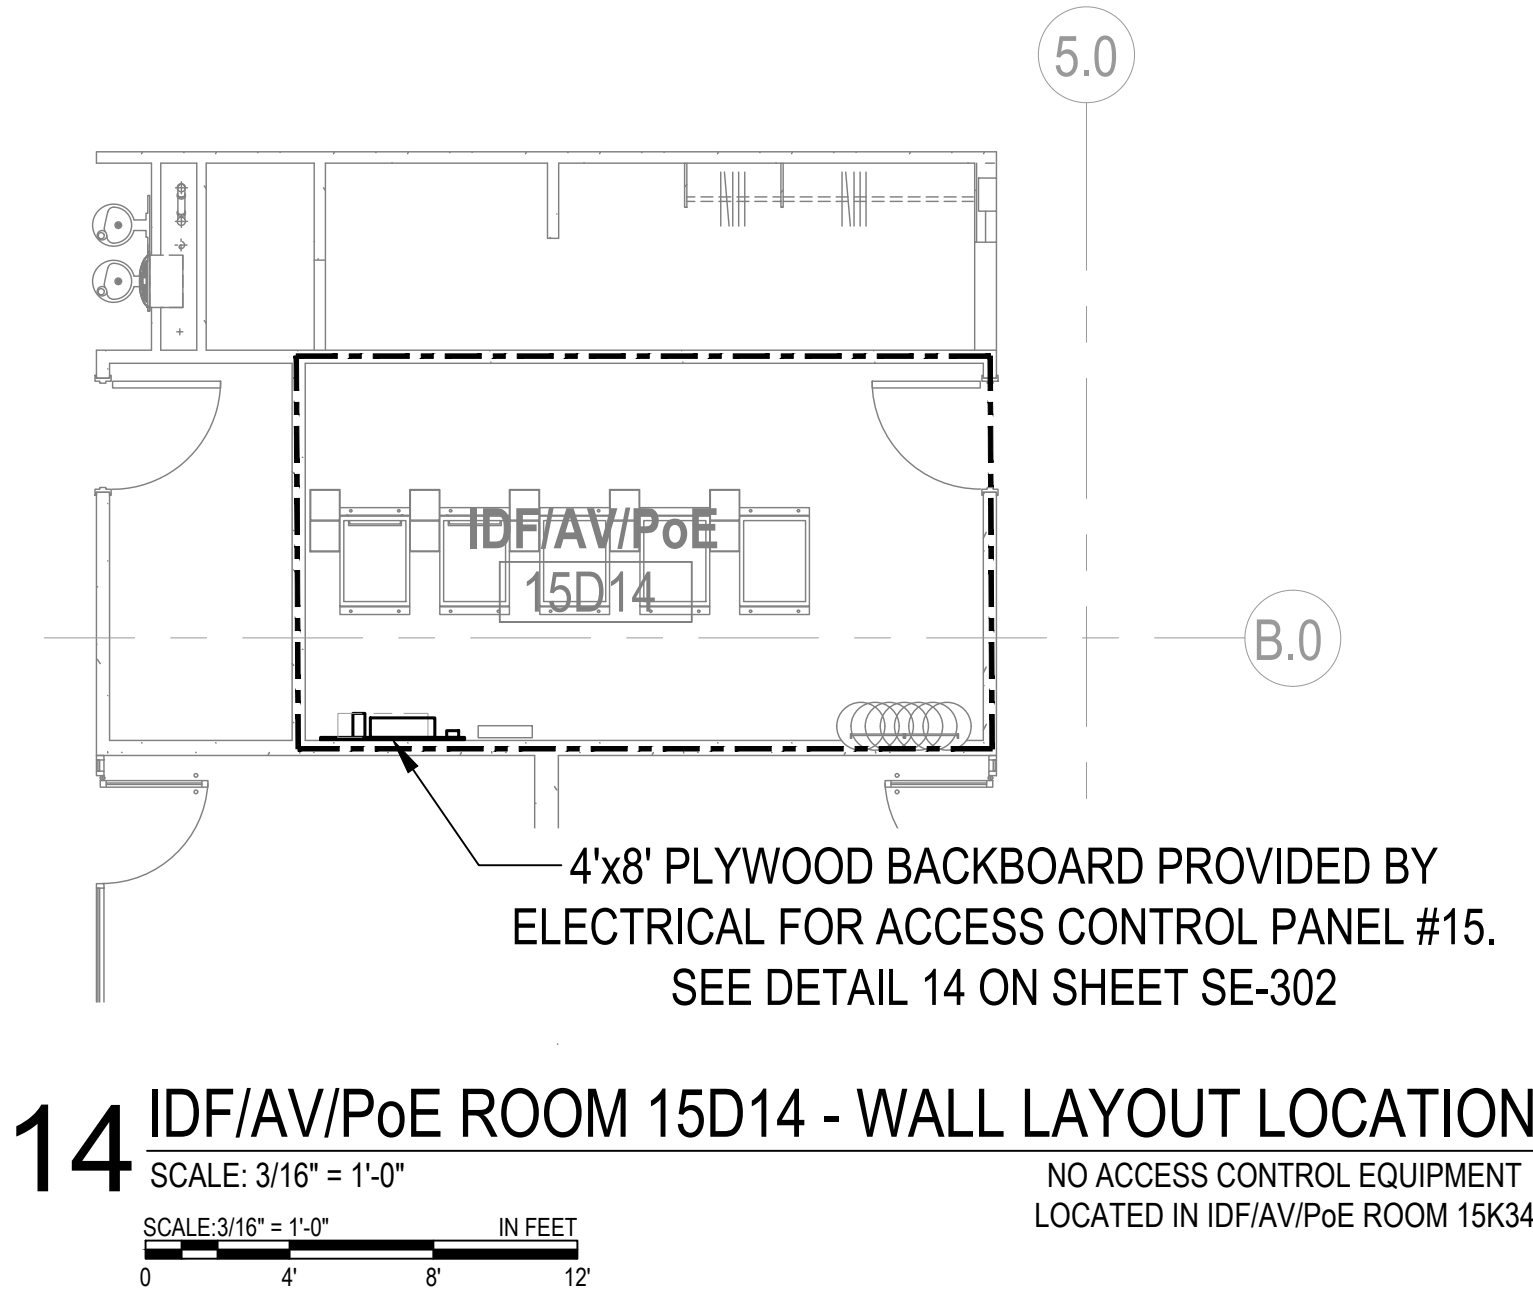 5.0
IDF/AV/PoE
15D14
B.0
4'x8' PLYWOOD BACKBOARD PROVIDED BY
ELECTRICAL FOR ACCESS CONTROL PANEL #15.
SEE DETAIL 14 ON SHEET SE-302
14
IDF/AV/PoE ROOM 15D14 - WALL LAYOUT LOCATION
SCALE: 3/16" = 1'-0"
NO ACCESS CONTROL EQUIPMENT
LOCATED IN IDF/AV/PoE ROOM 15K34
SCALE:3/16" = 1'-0" IN FEET
0 4' 8' 12'